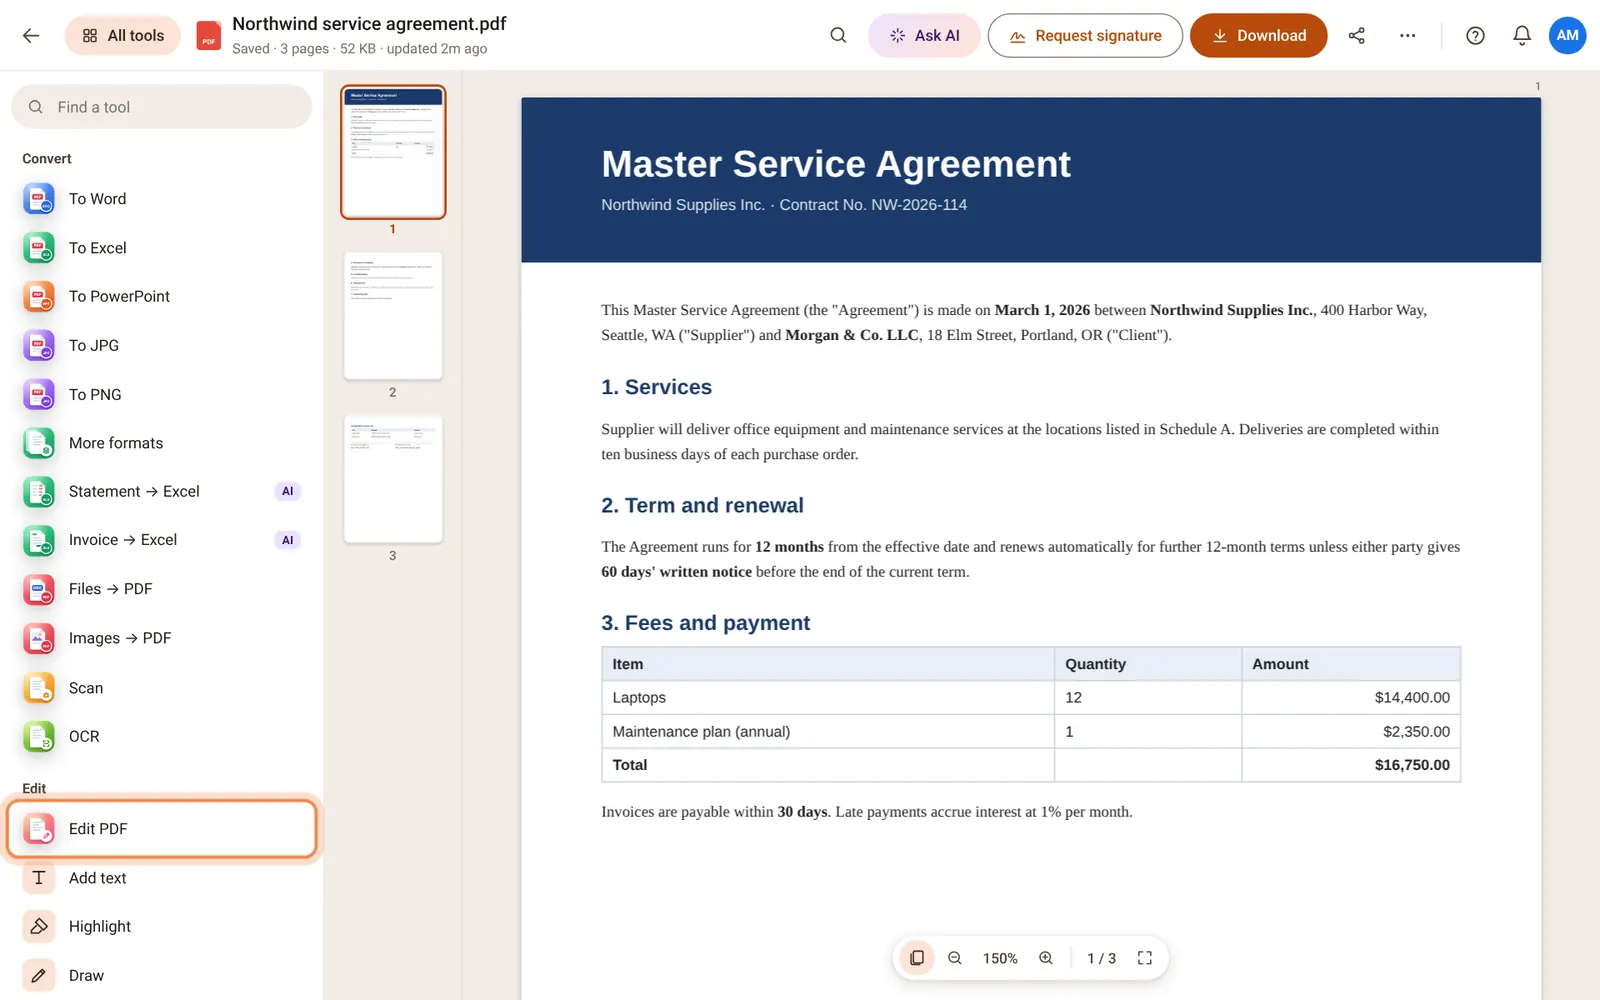 All tools
PDF
Northwind service agreement.pdf
Saved · 3 pages · 52 KB · updated 2m ago
Ask AI
Request signature
Download
AM
Find a tool
Convert
To Word
To Excel
To PowerPoint
To JPG
To PNG
More formats
Statement → Excel
AI
Invoice → Excel
AI
Files → PDF
Images → PDF
Scan
OCR
Edit
Edit PDF
Add text
Highlight
Draw
Master Service Agreement
1
2
3
1
Master Service Agreement
Northwind Supplies Inc. · Contract No. NW-2026-114
This Master Service Agreement (the "Agreement") is made on March 1, 2026 between Northwind Supplies Inc., 400 Harbor Way,
Seattle, WA ("Supplier") and Morgan & Co. LLC, 18 Elm Street, Portland, OR ("Client").
1. Services
Supplier will deliver office equipment and maintenance services at the locations listed in Schedule A. Deliveries are completed within
ten business days of each purchase order.
2. Term and renewal
The Agreement runs for 12 months from the effective date and renews automatically for further 12-month terms unless either party gives
60 days' written notice before the end of the current term.
3. Fees and payment
Item Quantity Amount
Laptops 12 $14,400.00
Maintenance plan (annual) 1 $2,350.00
Total $16,750.00
Invoices are payable within 30 days. Late payments accrue interest at 1% per month.
150%
1 / 3